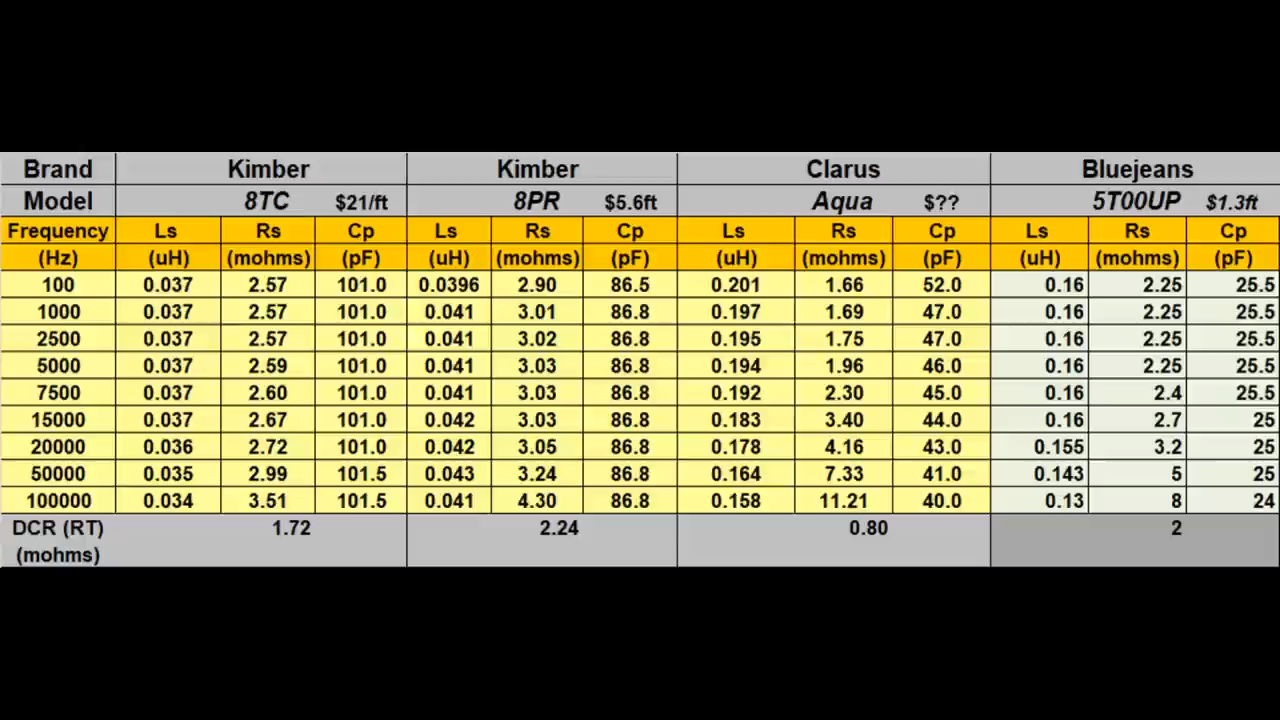 Brand Kimber Kimber Clarus Bluejeans
Model 8TC $21/ft 8PR $5.6ft Aqua $?? 5T00UP $1.3ft
Frequency Ls Rs Cp Ls Rs Cp Ls Rs Cp Ls Rs Cp
(Hz) (uH) (mohms) (pF) (uH) (mohms) (pF) (uH) (mohms) (pF) (uH) (mohms) (pF)
100 0.037 2.57 101.0 0.0396 2.90 86.5 0.201 1.66 52.0 0.16 2.25 25.5
1000 0.037 2.57 101.0 0.041 3.01 86.8 0.197 1.69 47.0 0.16 2.25 25.5
2500 0.037 2.57 101.0 0.041 3.02 86.8 0.195 1.75 47.0 0.16 2.25 25.5
5000 0.037 2.59 101.0 0.041 3.03 86.8 0.194 1.96 46.0 0.16 2.25 25.5
7500 0.037 2.60 101.0 0.041 3.03 86.8 0.192 2.30 45.0 0.16 2.4 25.5
15000 0.037 2.67 101.0 0.042 3.03 86.8 0.183 3.40 44.0 0.16 2.7 25
20000 0.036 2.72 101.0 0.042 3.05 86.8 0.178 4.16 43.0 0.155 3.2 25
50000 0.035 2.99 101.5 0.043 3.24 86.8 0.164 7.33 41.0 0.143 5 25
100000 0.034 3.51 101.5 0.041 4.30 86.8 0.158 11.21 40.0 0.13 8 24
DCR (RT) 1.72 2.24 0.80 2
(mohms)